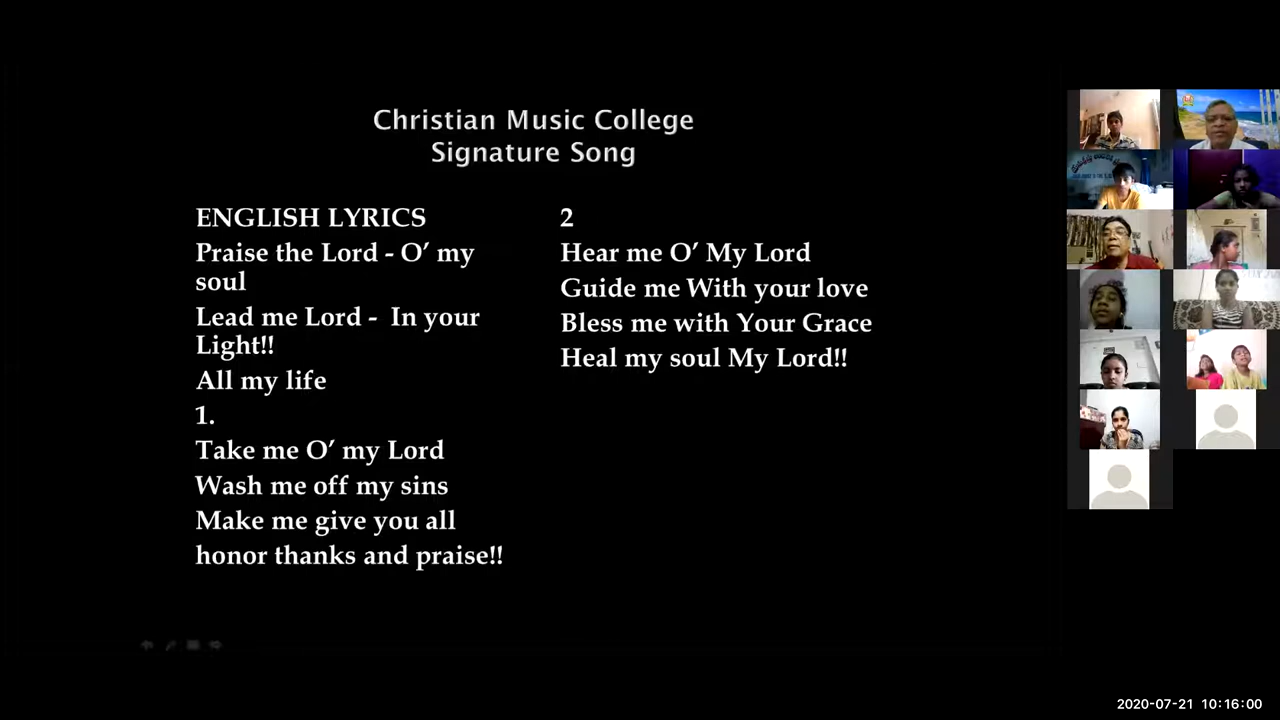 Christian Music College
Signature Song
ENGLISH LYRICS
Praise the Lord - O’ my
soul
Lead me Lord -  In your
Light!!
All my life
1.
Take me O’ my Lord
Wash me off my sins
Make me give you all
honor thanks and praise!!
2
Hear me O’ My Lord
Guide me With your love
Bless me with Your Grace
Heal my soul My Lord!!
2020-07-21  10:16:00